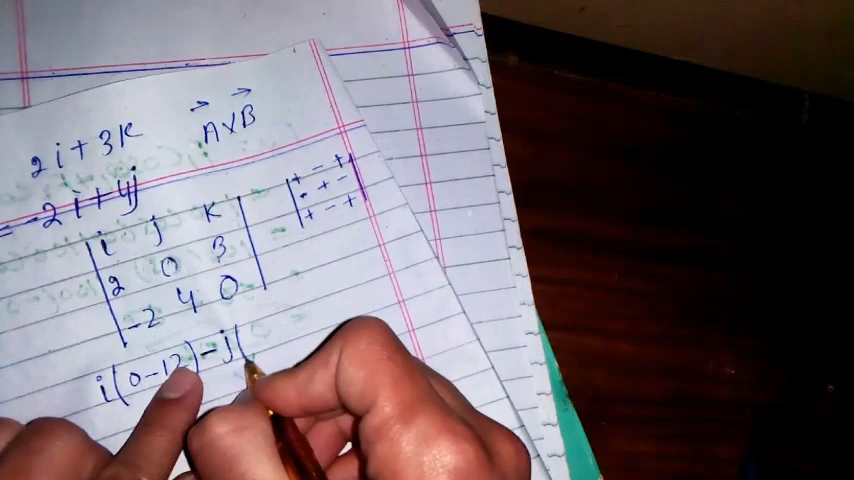 2i + 3k A×B
= -2i + 4j
i j k + - +
2 0 3 - + -
-2 4 0 + - +
i(0-12) - j(